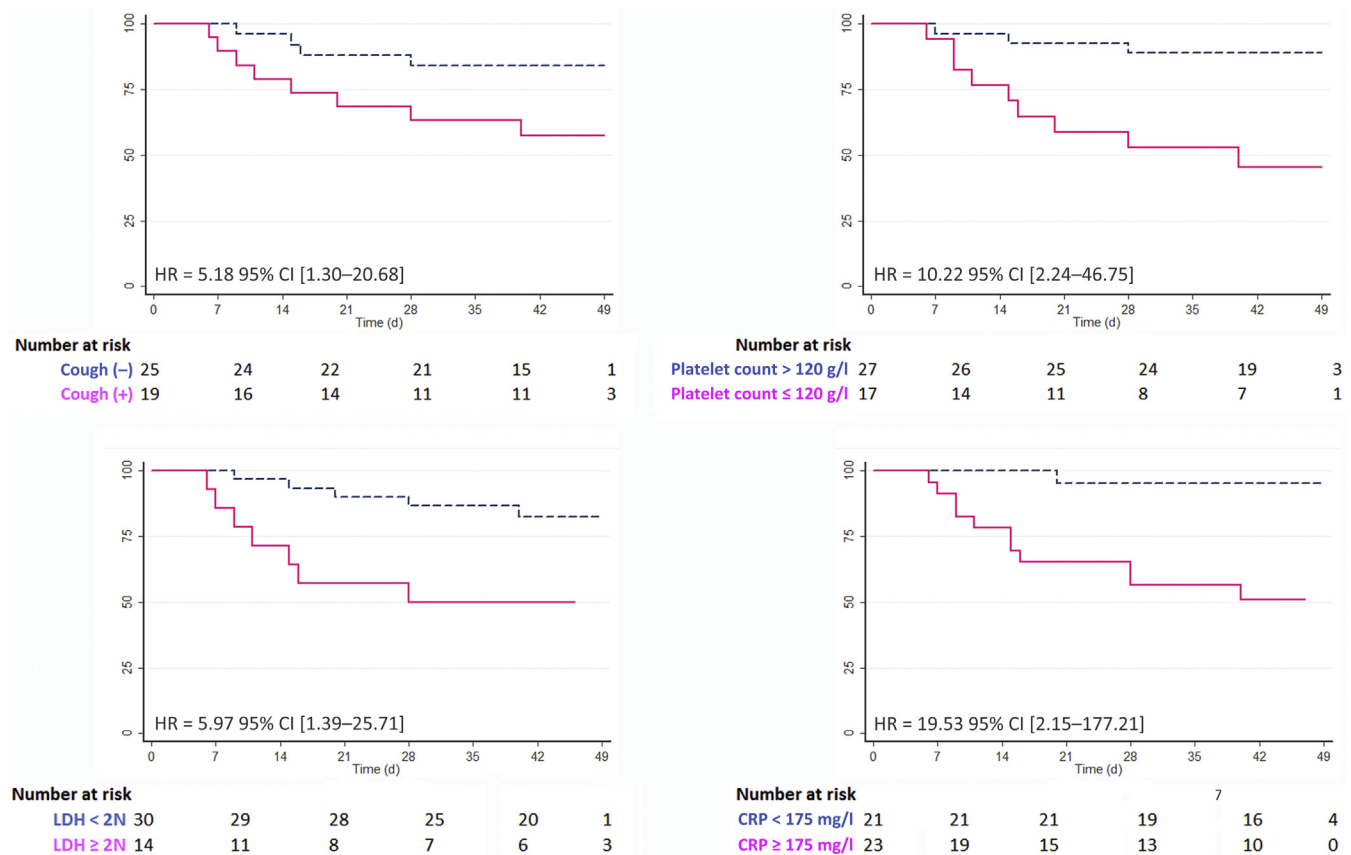 100
75
50
25
0
HR = 5.18 95% CI [1.30–20.68]
0 7 14 21 28 35 42 49
Time (d)
Number at risk
Cough (–) 25 24 22 21 15 1
Cough (+) 19 16 14 11 11 3
100
75
50
25
0
HR = 10.22 95% CI [2.24–46.75]
0 7 14 21 28 35 42 49
Time (d)
Number at risk
Platelet count > 120 g/l 27 26 25 24 19 3
Platelet count ≤ 120 g/l 17 14 11 8 7 1
100
75
50
25
0
HR = 5.97 95% CI [1.39–25.71]
0 7 14 21 28 35 42 49
Time (d)
Number at risk
LDH < 2N 30 29 28 25 20 1
LDH ≥ 2N 14 11 8 7 6 3
100
75
50
25
0
HR = 19.53 95% CI [2.15–177.21]
0 7 14 21 28 35 42 49
Time (d)
Number at risk 7
CRP < 175 mg/l 21 21 21 19 16 4
CRP ≥ 175 mg/l 23 19 15 13 10 0